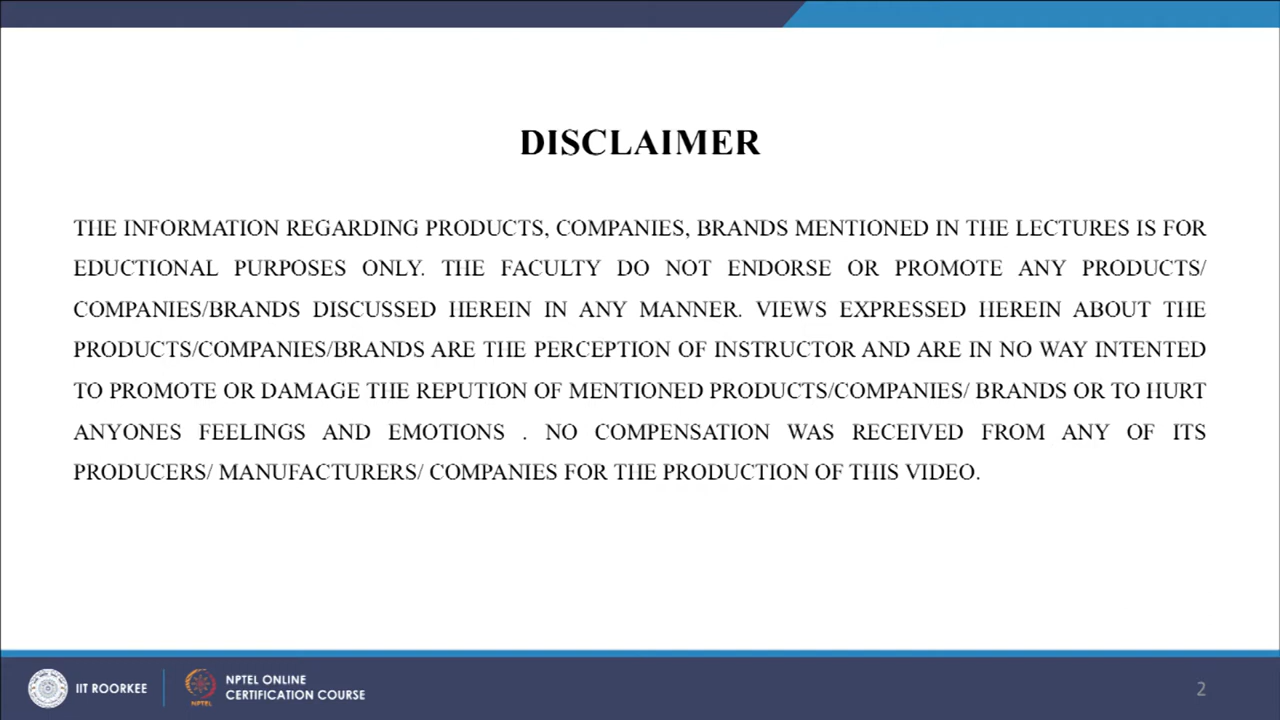 DISCLAIMER
THE INFORMATION REGARDING PRODUCTS, COMPANIES, BRANDS MENTIONED IN THE LECTURES IS FOR
EDUCTIONAL PURPOSES ONLY. THE FACULTY DO NOT ENDORSE OR PROMOTE ANY PRODUCTS/
COMPANIES/BRANDS DISCUSSED HEREIN IN ANY MANNER. VIEWS EXPRESSED HEREIN ABOUT THE
PRODUCTS/COMPANIES/BRANDS ARE THE PERCEPTION OF INSTRUCTOR AND ARE IN NO WAY INTENTED
TO PROMOTE OR DAMAGE THE REPUTION OF MENTIONED PRODUCTS/COMPANIES/ BRANDS OR TO HURT
ANYONES FEELINGS AND EMOTIONS . NO COMPENSATION WAS RECEIVED FROM ANY OF ITS
PRODUCERS/ MANUFACTURERS/ COMPANIES FOR THE PRODUCTION OF THIS VIDEO.
IIT ROORKEE
NPTEL
NPTEL ONLINE
CERTIFICATION COURSE
2